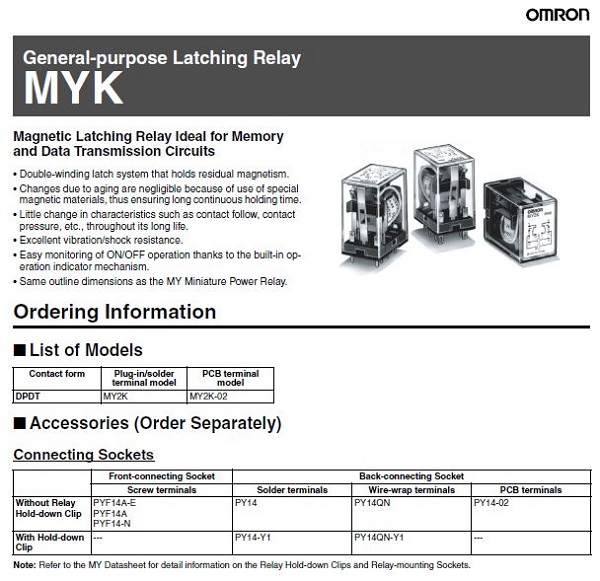 OMRON
General-purpose Latching Relay
MYK
Magnetic Latching Relay Ideal for Memory
and Data Transmission Circuits
• Double-winding latch system that holds residual magnetism.
• Changes due to aging are negligible because of use of special
magnetic materials, thus ensuring long continuous holding time.
• Little change in characteristics such as contact follow, contact
pressure, etc., throughout its long life.
• Excellent vibration/shock resistance.
• Easy monitoring of ON/OFF operation thanks to the built-in op-
eration indicator mechanism.
• Same outline dimensions as the MY Miniature Power Relay.
OMRON
MY2K
Ordering Information
■ List of Models
Contact form Plug-in/solder terminal model PCB terminal model
DPDT MY2K MY2K-02
■ Accessories (Order Separately)
Connecting Sockets
Front-connecting Socket Back-connecting Socket
Screw terminals Solder terminals Wire-wrap terminals PCB terminals
Without Relay Hold-down Clip PYF14A-E PY14 PY14QN PY14-02
PYF14A
PYF14-N
With Hold-down Clip --- PY14-Y1 PY14QN-Y1 ---
Note: Refer to the MY Datasheet for detail information on the Relay Hold-down Clips and Relay-mounting Sockets.